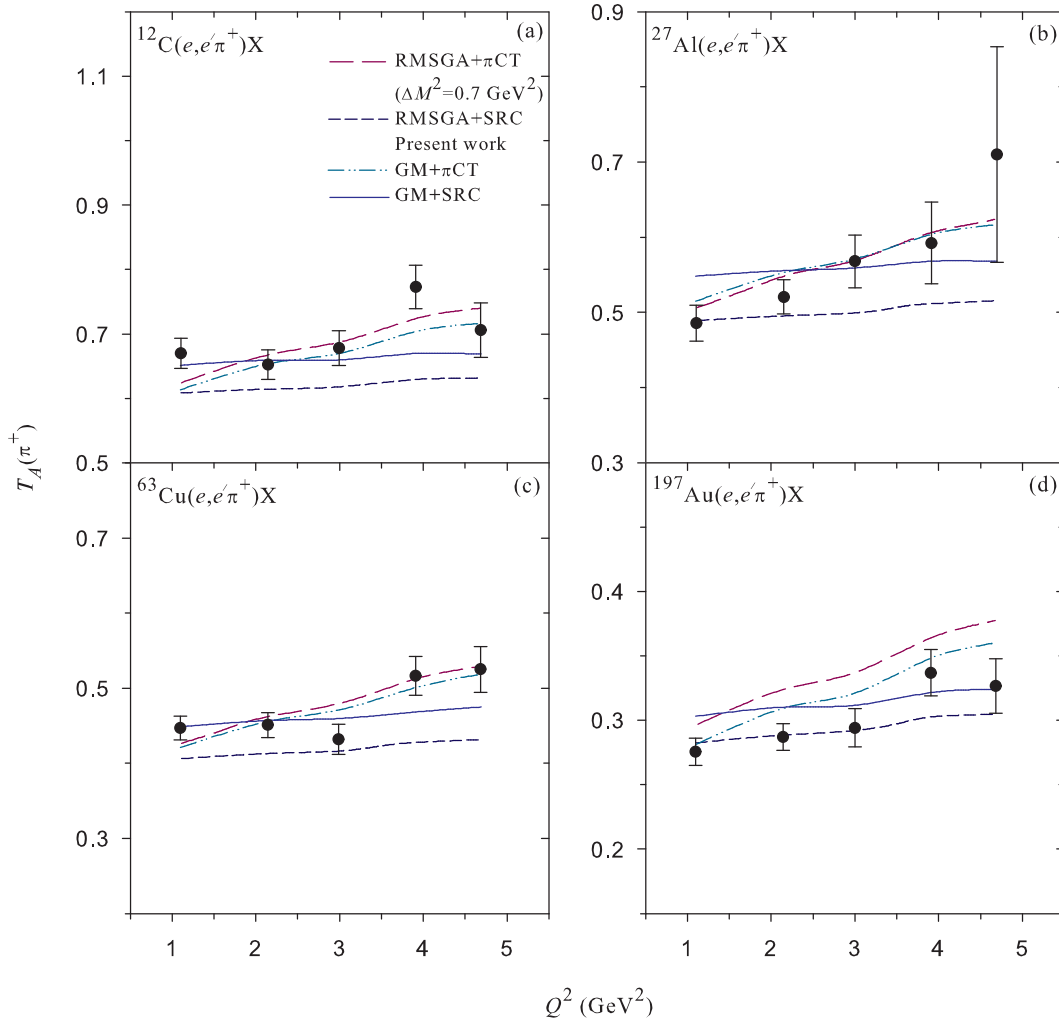 ¹²C(e,e′π⁺)X
(a)
RMSGA+πCT
(ΔM²=0.7 GeV²)
RMSGA+SRC
Present work
GM+πCT
GM+SRC
1.1
0.9
0.7
0.5
²⁷Al(e,e′π⁺)X
(b)
0.9
0.7
0.5
0.3
T_A(π⁺)
⁶³Cu(e,e′π⁺)X
(c)
0.7
0.5
0.3
1 2 3 4 5
¹⁹⁷Au(e,e′π⁺)X
(d)
0.4
0.3
0.2
1 2 3 4 5
Q² (GeV²)